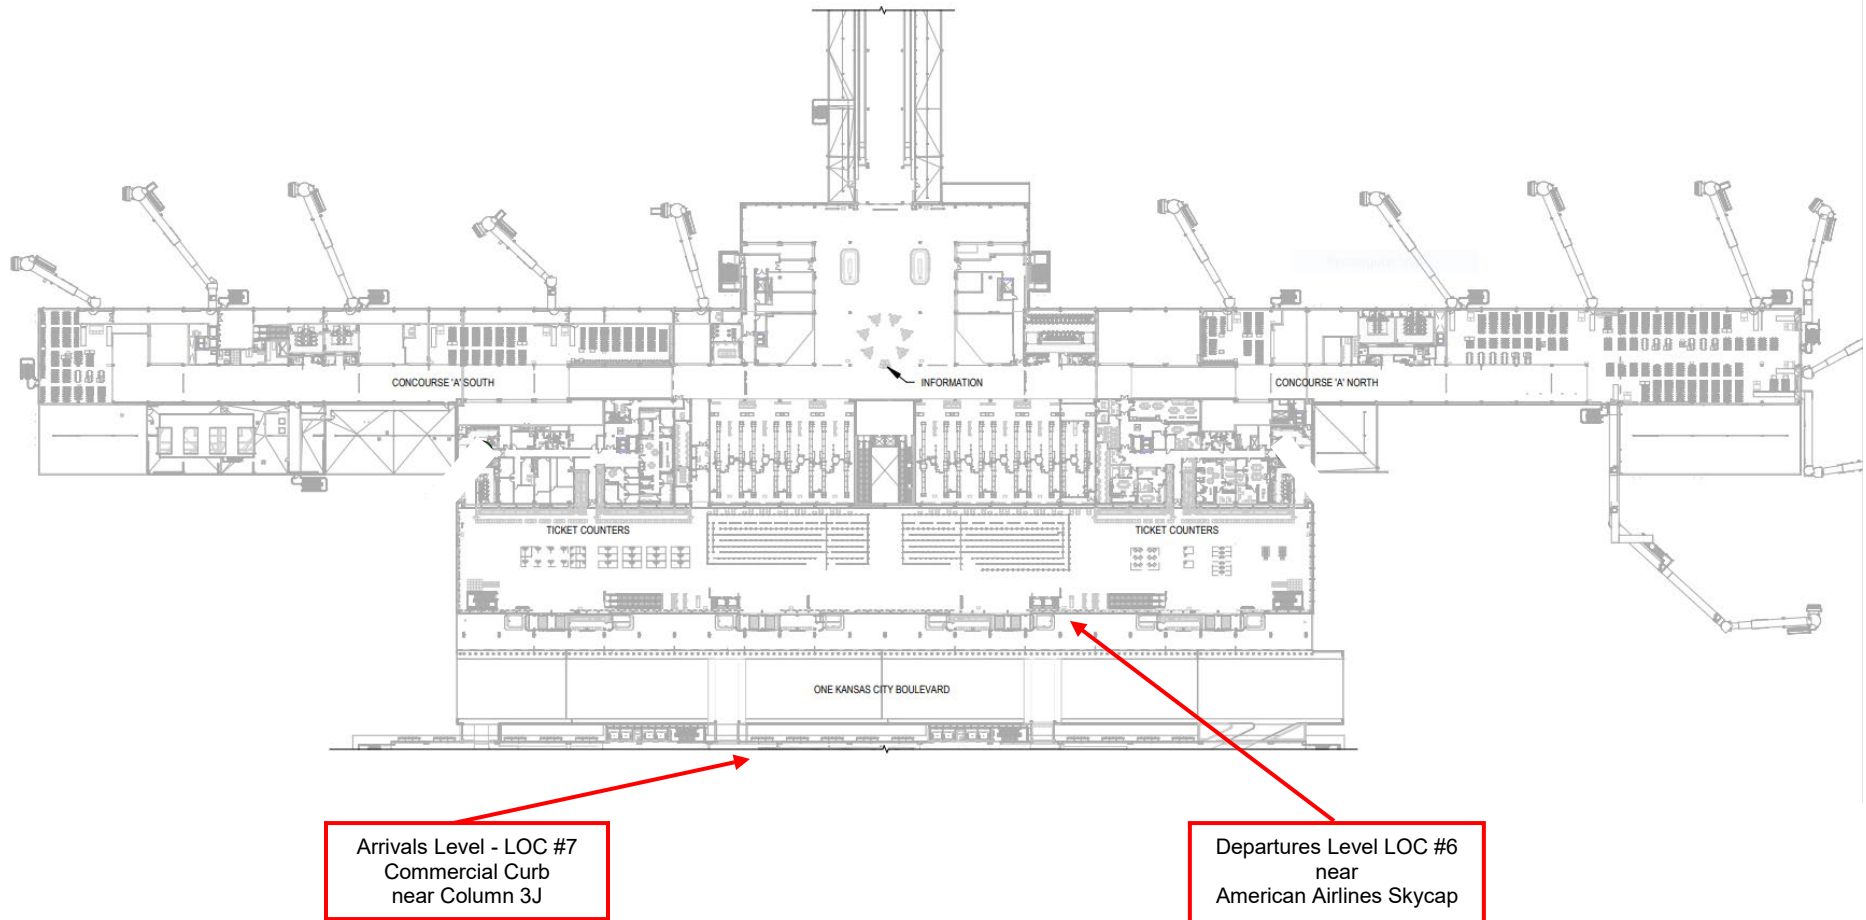 CONCOURSE 'A' SOUTH
INFORMATION
CONCOURSE 'A' NORTH
TICKET COUNTERS
TICKET COUNTERS
ONE KANSAS CITY BOULEVARD
Arrivals Level - LOC #7
Commercial Curb
near Column 3J
Departures Level LOC #6
near
American Airlines Skycap